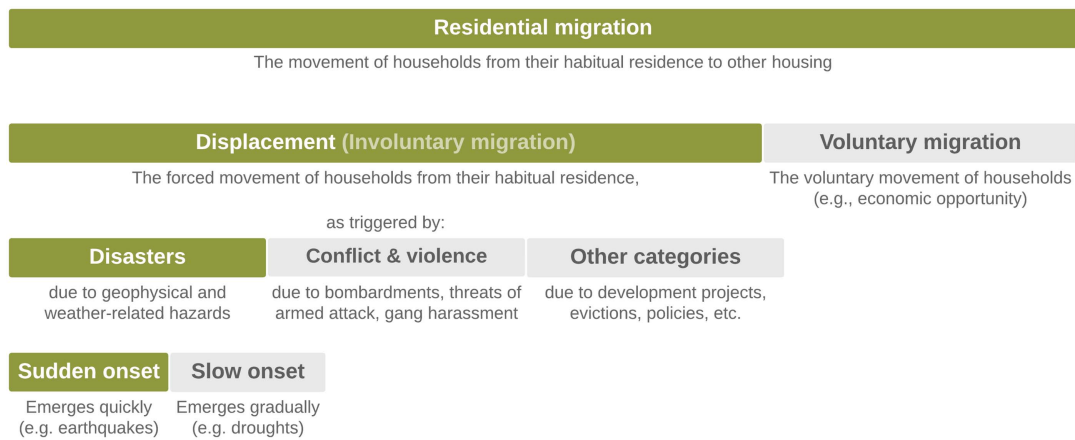 Residential migration
The movement of households from their habitual residence to other housing
Displacement (Involuntary migration)
The forced movement of households from their habitual residence,
as triggered by:
Voluntary migration
The voluntary movement of households
(e.g., economic opportunity)
Disasters
due to geophysical and
weather-related hazards
Conflict & violence
due to bombardments, threats of
armed attack, gang harassment
Other categories
due to development projects,
evictions, policies, etc.
Sudden onset
Emerges quickly
(e.g. earthquakes)
Slow onset
Emerges gradually
(e.g. droughts)